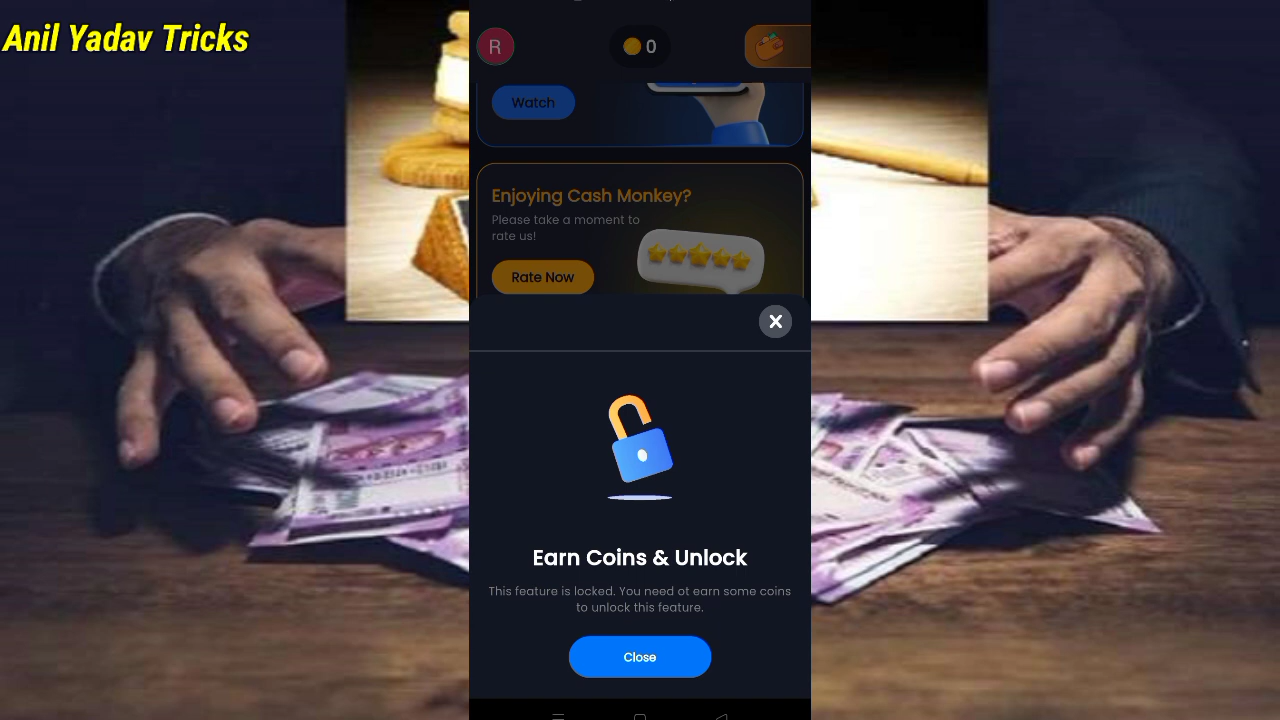 Anil Yadav Tricks
R
0
Watch
Enjoying Cash Monkey?
Please take a moment to
rate us!
Rate Now
X
Earn Coins & Unlock
This feature is locked. You need ot earn some coins
to unlock this feature.
Close